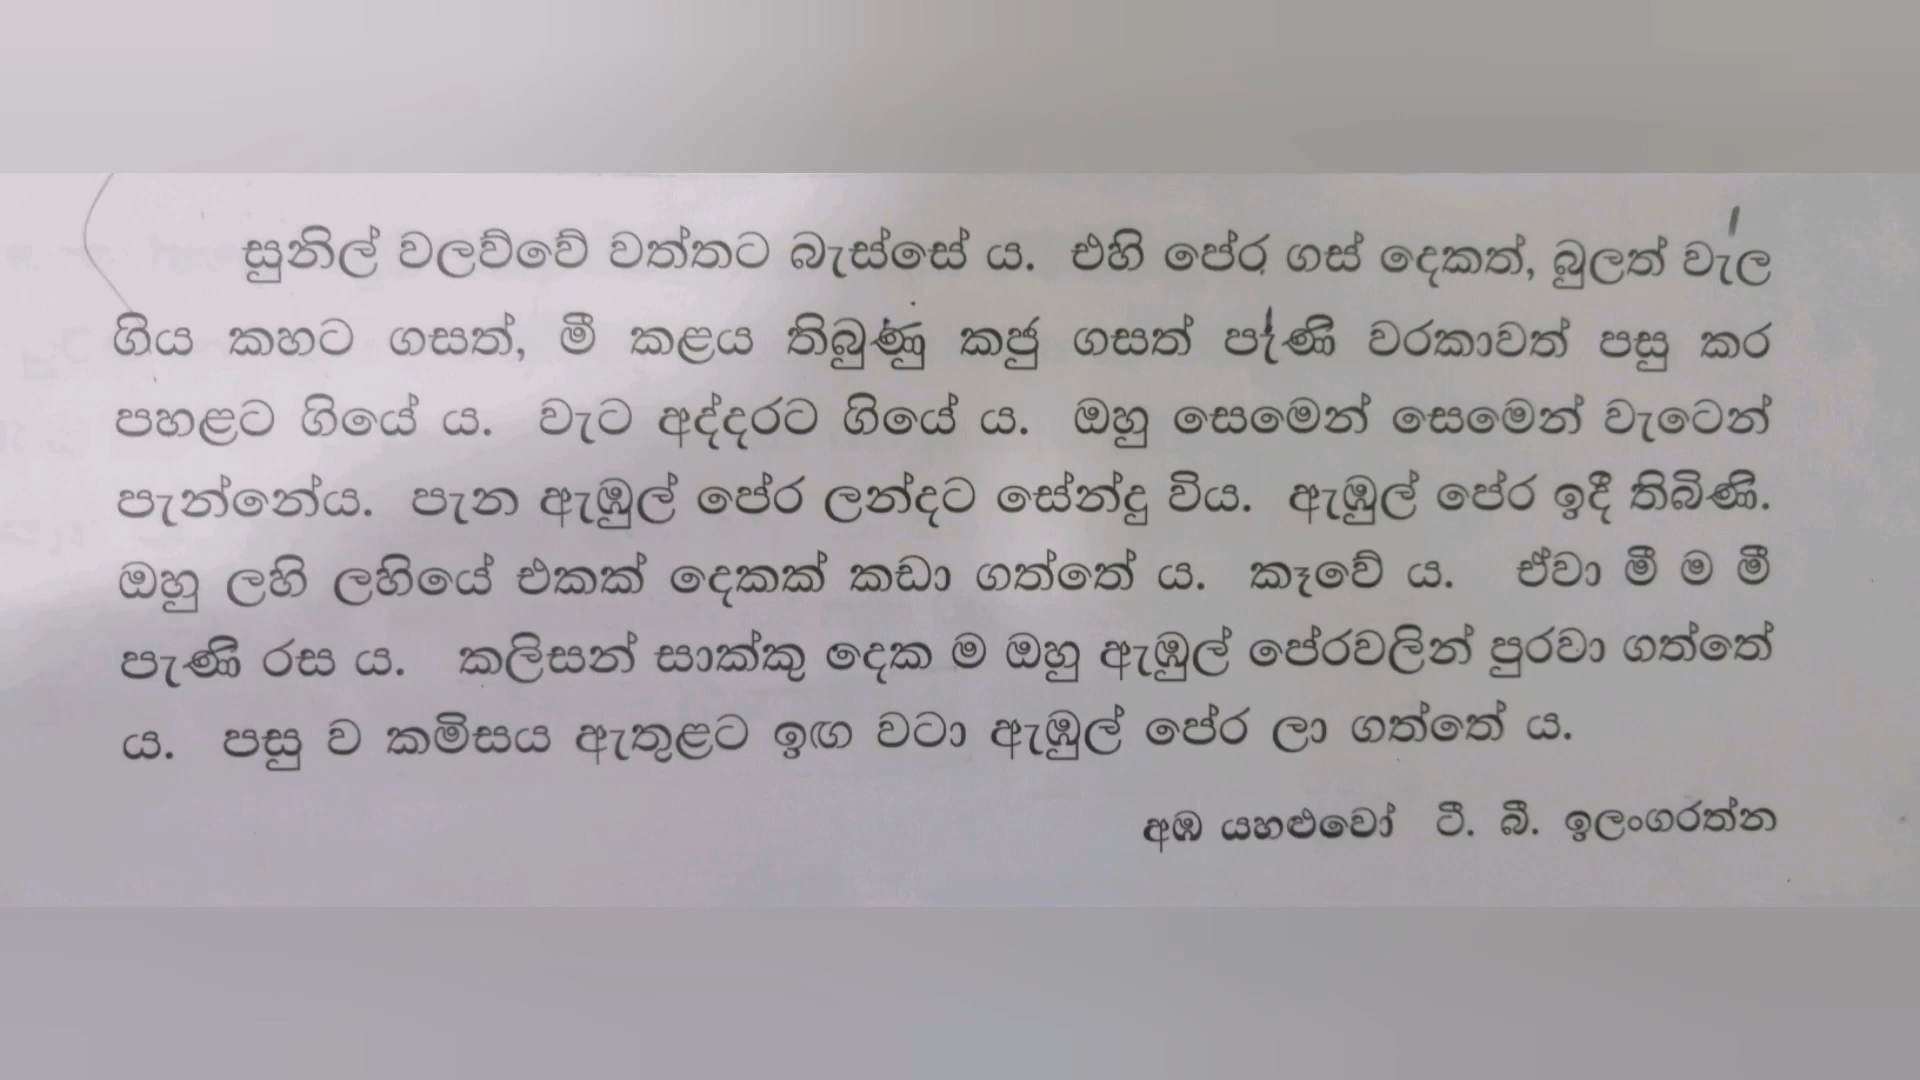 සුනිල් වලව්වේ වත්තට බැස්සේ ය. එහි පේර ගස් දෙකත්, බුලත් වැල
ගිය කහට ගසත්, මී කළය තිබුණු කජු ගසත් පැණි වරකාවත් පසු කර
පහළට ගියේ ය. වැට අද්දරට ගියේ ය. ඔහු සෙමෙන් සෙමෙන් වැටෙන්
පැන්නේය. පැන ඇඹුල් පේර ලන්දට සේන්දු විය. ඇඹුල් පේර ඉදී තිබිණි.
ඔහු ලහි ලහියේ එකක් දෙකක් කඩා ගත්තේ ය. කෑවේ ය. ඒවා මී ම මී
පැණි රස ය. කලිසන් සාක්කු දෙක ම ඔහු ඇඹුල් පේරවලින් පුරවා ගත්තේ
ය. පසු ව කමිසය ඇතුළට ඉඟ වටා ඇඹුල් පේර ලා ගත්තේ ය.
අඹ යහළුවෝ ටී. බී. ඉලංගරත්න